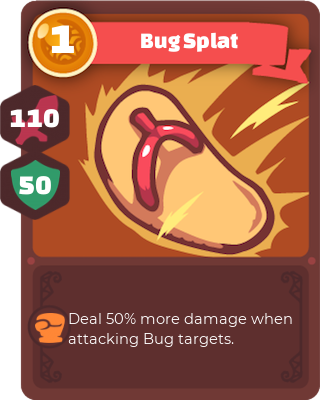 1
Bug Splat
110
50
Deal 50% more damage when
attacking Bug targets.